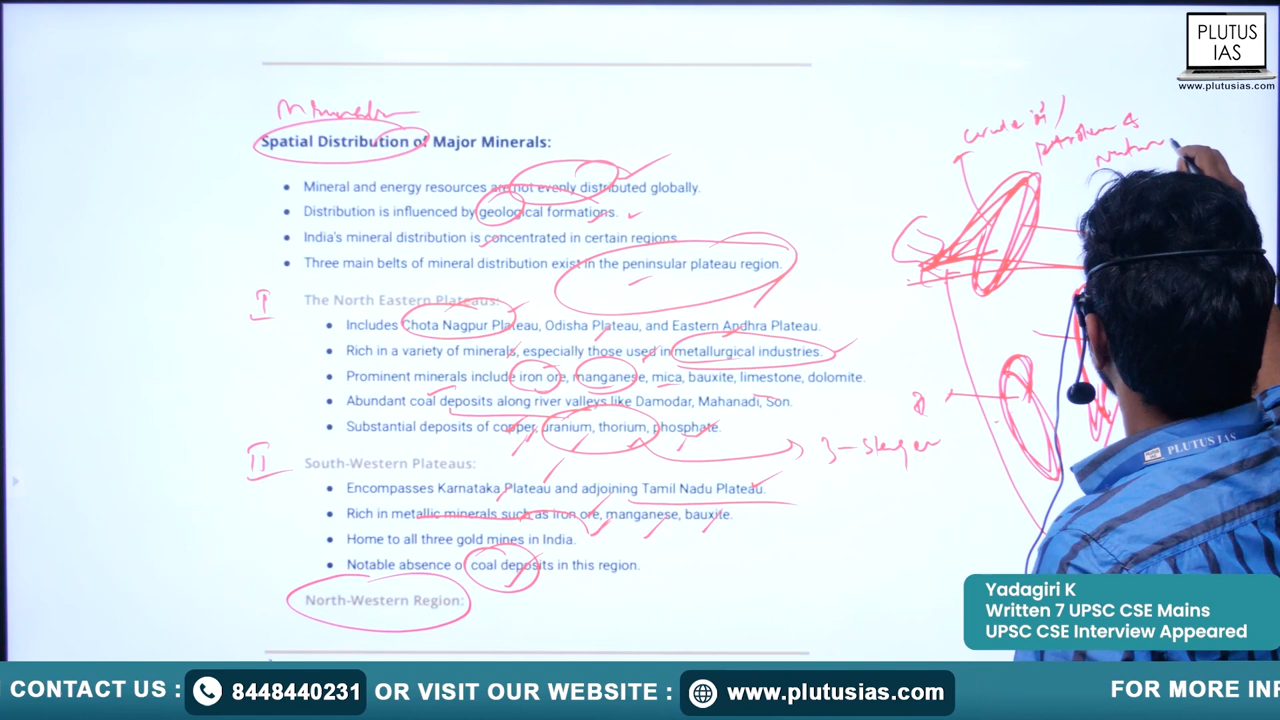 PLUTUS
IAS
www.plutusias.com
Spatial Distribution of Major Minerals:
Mineral and energy resources are not evenly distributed globally.
Distribution is influenced by geological formations.
India's mineral distribution is concentrated in certain regions.
Three main belts of mineral distribution exist in the peninsular plateau region.
I
The North Eastern Plateaus:
Includes Chota Nagpur Plateau, Odisha Plateau, and Eastern Andhra Plateau.
Rich in a variety of minerals, especially those used in metallurgical industries.
Prominent minerals include iron ore, manganese, mica, bauxite, limestone, dolomite.
Abundant coal deposits along river valleys like Damodar, Mahanadi, Son.
Substantial deposits of copper, uranium, thorium, phosphate.
II
South-Western Plateaus:
Encompasses Karnataka Plateau and adjoining Tamil Nadu Plateau.
Rich in metallic minerals such as iron ore, manganese, bauxite.
Home to all three gold mines in India.
Notable absence o coal deposits in this region.
North-Western Region:
crude oil /
PLUTUS IAS
Yadagiri K
Written 7 UPSC CSE Mains
UPSC CSE Interview Appeared
CONTACT US : 8448440231 OR VISIT OUR WEBSITE : www.plutusias.com FOR MORE INF